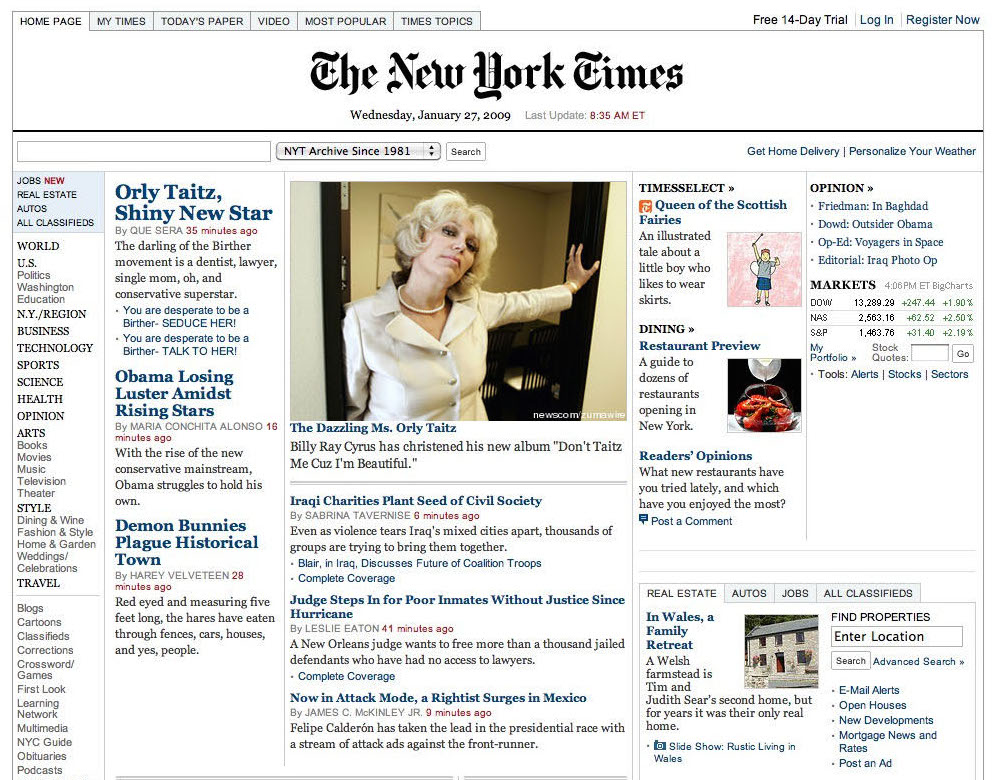 HOME PAGE
MY TIMES
TODAY'S PAPER
VIDEO
MOST POPULAR
TIMES TOPICS
Free 14-Day Trial
Log In
Register Now
The New York Times
Wednesday, January 27, 2009 Last Update: 8:35 AM ET
NYT Archive Since 1981
Search
Get Home Delivery | Personalize Your Weather
JOBS NEW
REAL ESTATE
AUTOS
ALL CLASSIFIEDS
WORLD
U.S.
Politics
Washington
Education
N.Y./REGION
BUSINESS
TECHNOLOGY
SPORTS
SCIENCE
HEALTH
OPINION
ARTS
Books
Movies
Music
Television
Theater
STYLE
Dining & Wine
Fashion & Style
Home & Garden
Weddings/
Celebrations
TRAVEL
Blogs
Cartoons
Classifieds
Corrections
Crossword/
Games
First Look
Learning
Network
Multimedia
NYC Guide
Obituaries
Podcasts
Orly Taitz,
Shiny New Star
By QUE SERA 35 minutes ago
The darling of the Birther
movement is a dentist, lawyer,
single mom, oh, and
conservative superstar.
· You are desperate to be a
Birther- SEDUCE HER!
· You are desperate to be a
Birther- TALK TO HER!
Obama Losing
Luster Amidst
Rising Stars
By MARIA CONCHITA ALONSO 16
minutes ago
With the rise of the new
conservative mainstream,
Obama struggles to hold his
own.
Demon Bunnies
Plague Historical
Town
By HAREY VELVETEEN 28
minutes ago
Red eyed and measuring five
feet long, the hares have eaten
through fences, cars, houses,
and yes, people.
newscom/zumawire
The Dazzling Ms. Orly Taitz
Billy Ray Cyrus has christened his new album "Don't Taitz
Me Cuz I'm Beautiful."
Iraqi Charities Plant Seed of Civil Society
By SABRINA TAVERNISE 6 minutes ago
Even as violence tears Iraq's mixed cities apart, thousands of
groups are trying to bring them together.
· Blair, in Iraq, Discusses Future of Coalition Troops
· Complete Coverage
Judge Steps In for Poor Inmates Without Justice Since
Hurricane
By LESLIE EATON 41 minutes ago
A New Orleans judge wants to free more than a thousand jailed
defendants who have had no access to lawyers.
· Complete Coverage
Now in Attack Mode, a Rightist Surges in Mexico
By JAMES C. McKINLEY JR. 9 minutes ago
Felipe Calderón has taken the lead in the presidential race with
a stream of attack ads against the front-runner.
TIMESSELECT »
Queen of the Scottish
Fairies
An illustrated
tale about a
little boy who
likes to wear
skirts.
DINING »
Restaurant Preview
A guide to
dozens of
restaurants
opening in
New York.
Readers' Opinions
What new restaurants have
you tried lately, and which
have you enjoyed the most?
Post a Comment
OPINION »
· Friedman: In Baghdad
· Dowd: Outsider Obama
· Op-Ed: Voyagers in Space
· Editorial: Iraq Photo Op
MARKETS 4:06PM ET BigCharts
DOW 13,289.29 +247.44 +1.90%
NAS 2,563.16 +62.52 +2.50%
S&P 1,463.76 +31.40 +2.19%
My
Portfolio »
Stock
Quotes:
Go
· Tools: Alerts | Stocks | Sectors
REAL ESTATE
AUTOS
JOBS
ALL CLASSIFIEDS
In Wales, a
Family
Retreat
A Welsh
farmstead is
Tim and
Judith Sear's second home, but
for years it was their only real
home.
· Slide Show: Rustic Living in
Wales
FIND PROPERTIES
Enter Location
Search
Advanced Search »
· E-Mail Alerts
· Open Houses
· New Developments
· Mortgage News and
Rates
· Post an Ad